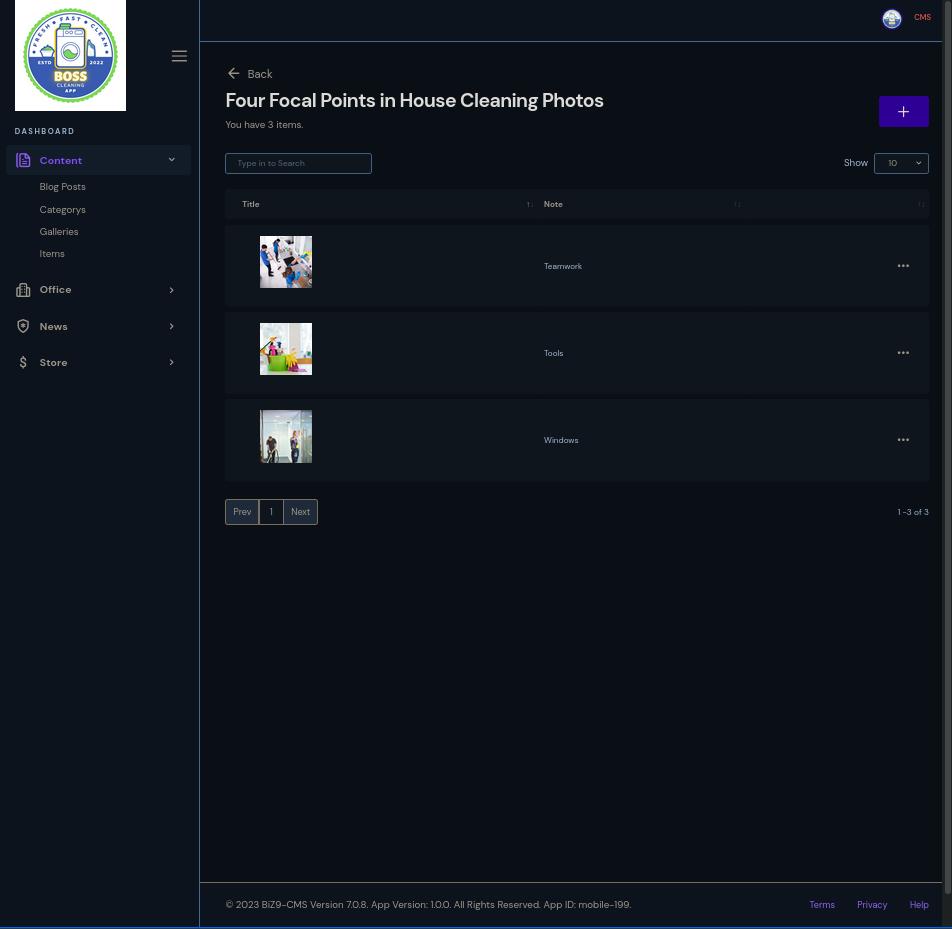 FRESH • FAST • CLEAN
ESTD 2022
BOSS
CLEANING
APP
CMS
DASHBOARD
Content
Blog Posts
Categorys
Galleries
Items
Office
News
Store
Back
Four Focal Points in House Cleaning Photos
You have 3 items.
+
Type in to Search
Show 10
Title Note
Teamwork
Tools
Windows
Prev 1 Next
1 -3 of 3
© 2023 BiZ9-CMS Version 7.0.8. App Version: 1.0.0. All Rights Reserved. App ID: mobile-199.
Terms Privacy Help